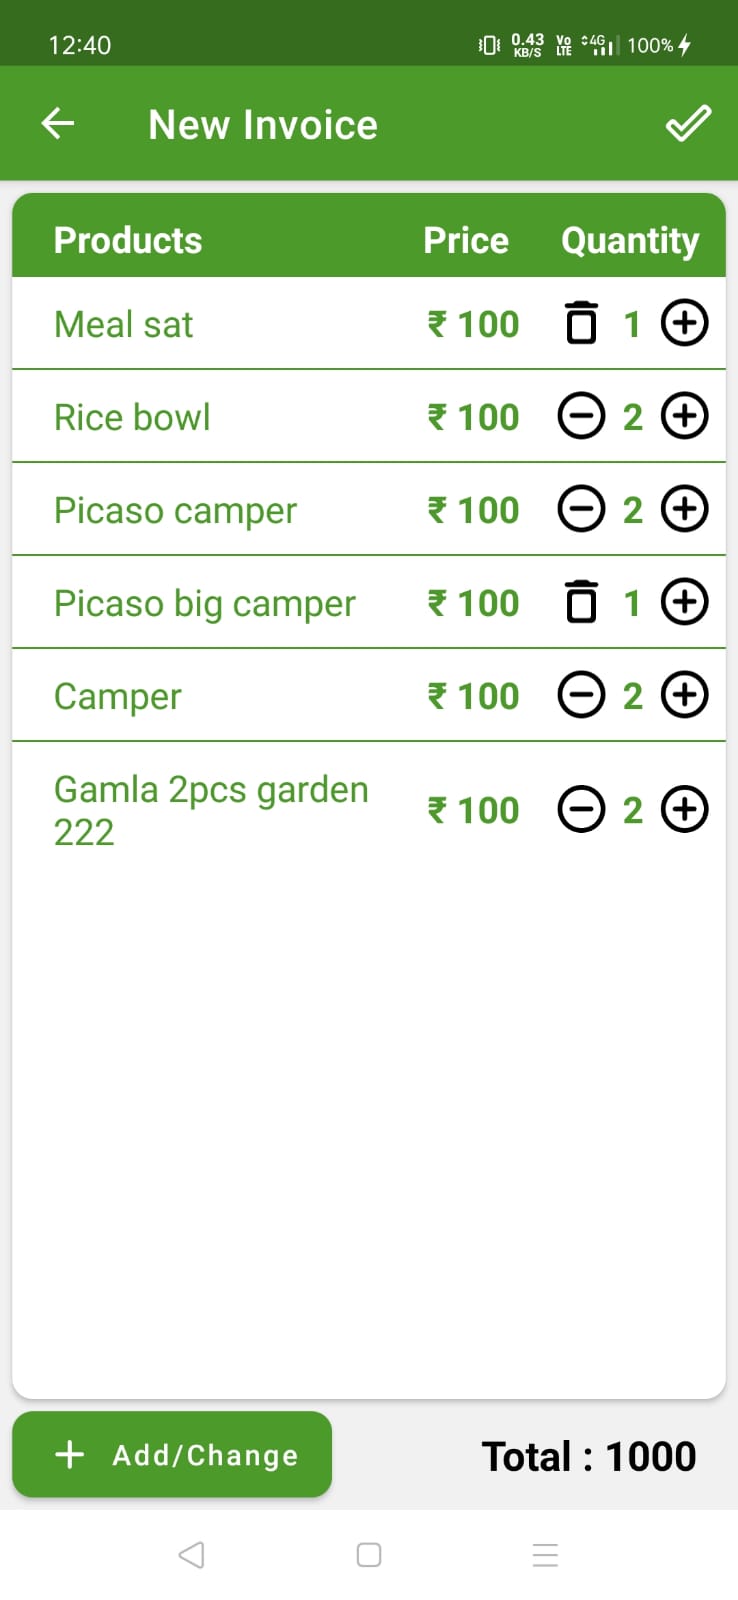 12:40 0.43 KB/S Vo LTE 4G 100%
New Invoice
Products Price Quantity
Meal sat ₹ 100 1
Rice bowl ₹ 100 2
Picaso camper ₹ 100 2
Picaso big camper ₹ 100 1
Camper ₹ 100 2
Gamla 2pcs garden
222 ₹ 100 2
+ Add/Change Total : 1000